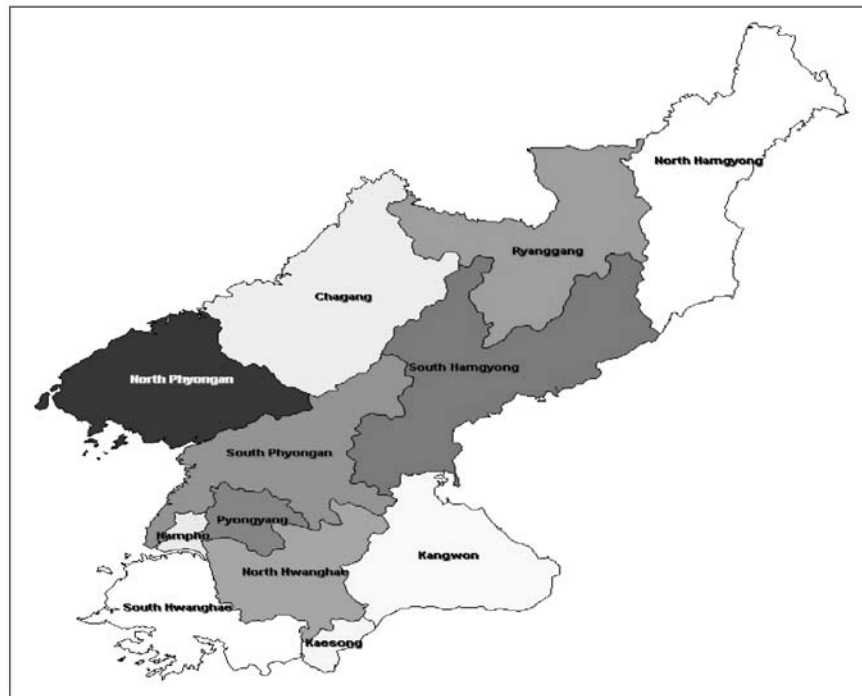 North Hamgyong
Ryanggang
Chagang
South Hamgyong
North Phyongan
South Phyongan
Pyongyang
Nampho
Kangwon
North Hwanghae
South Hwanghae
Kaesong